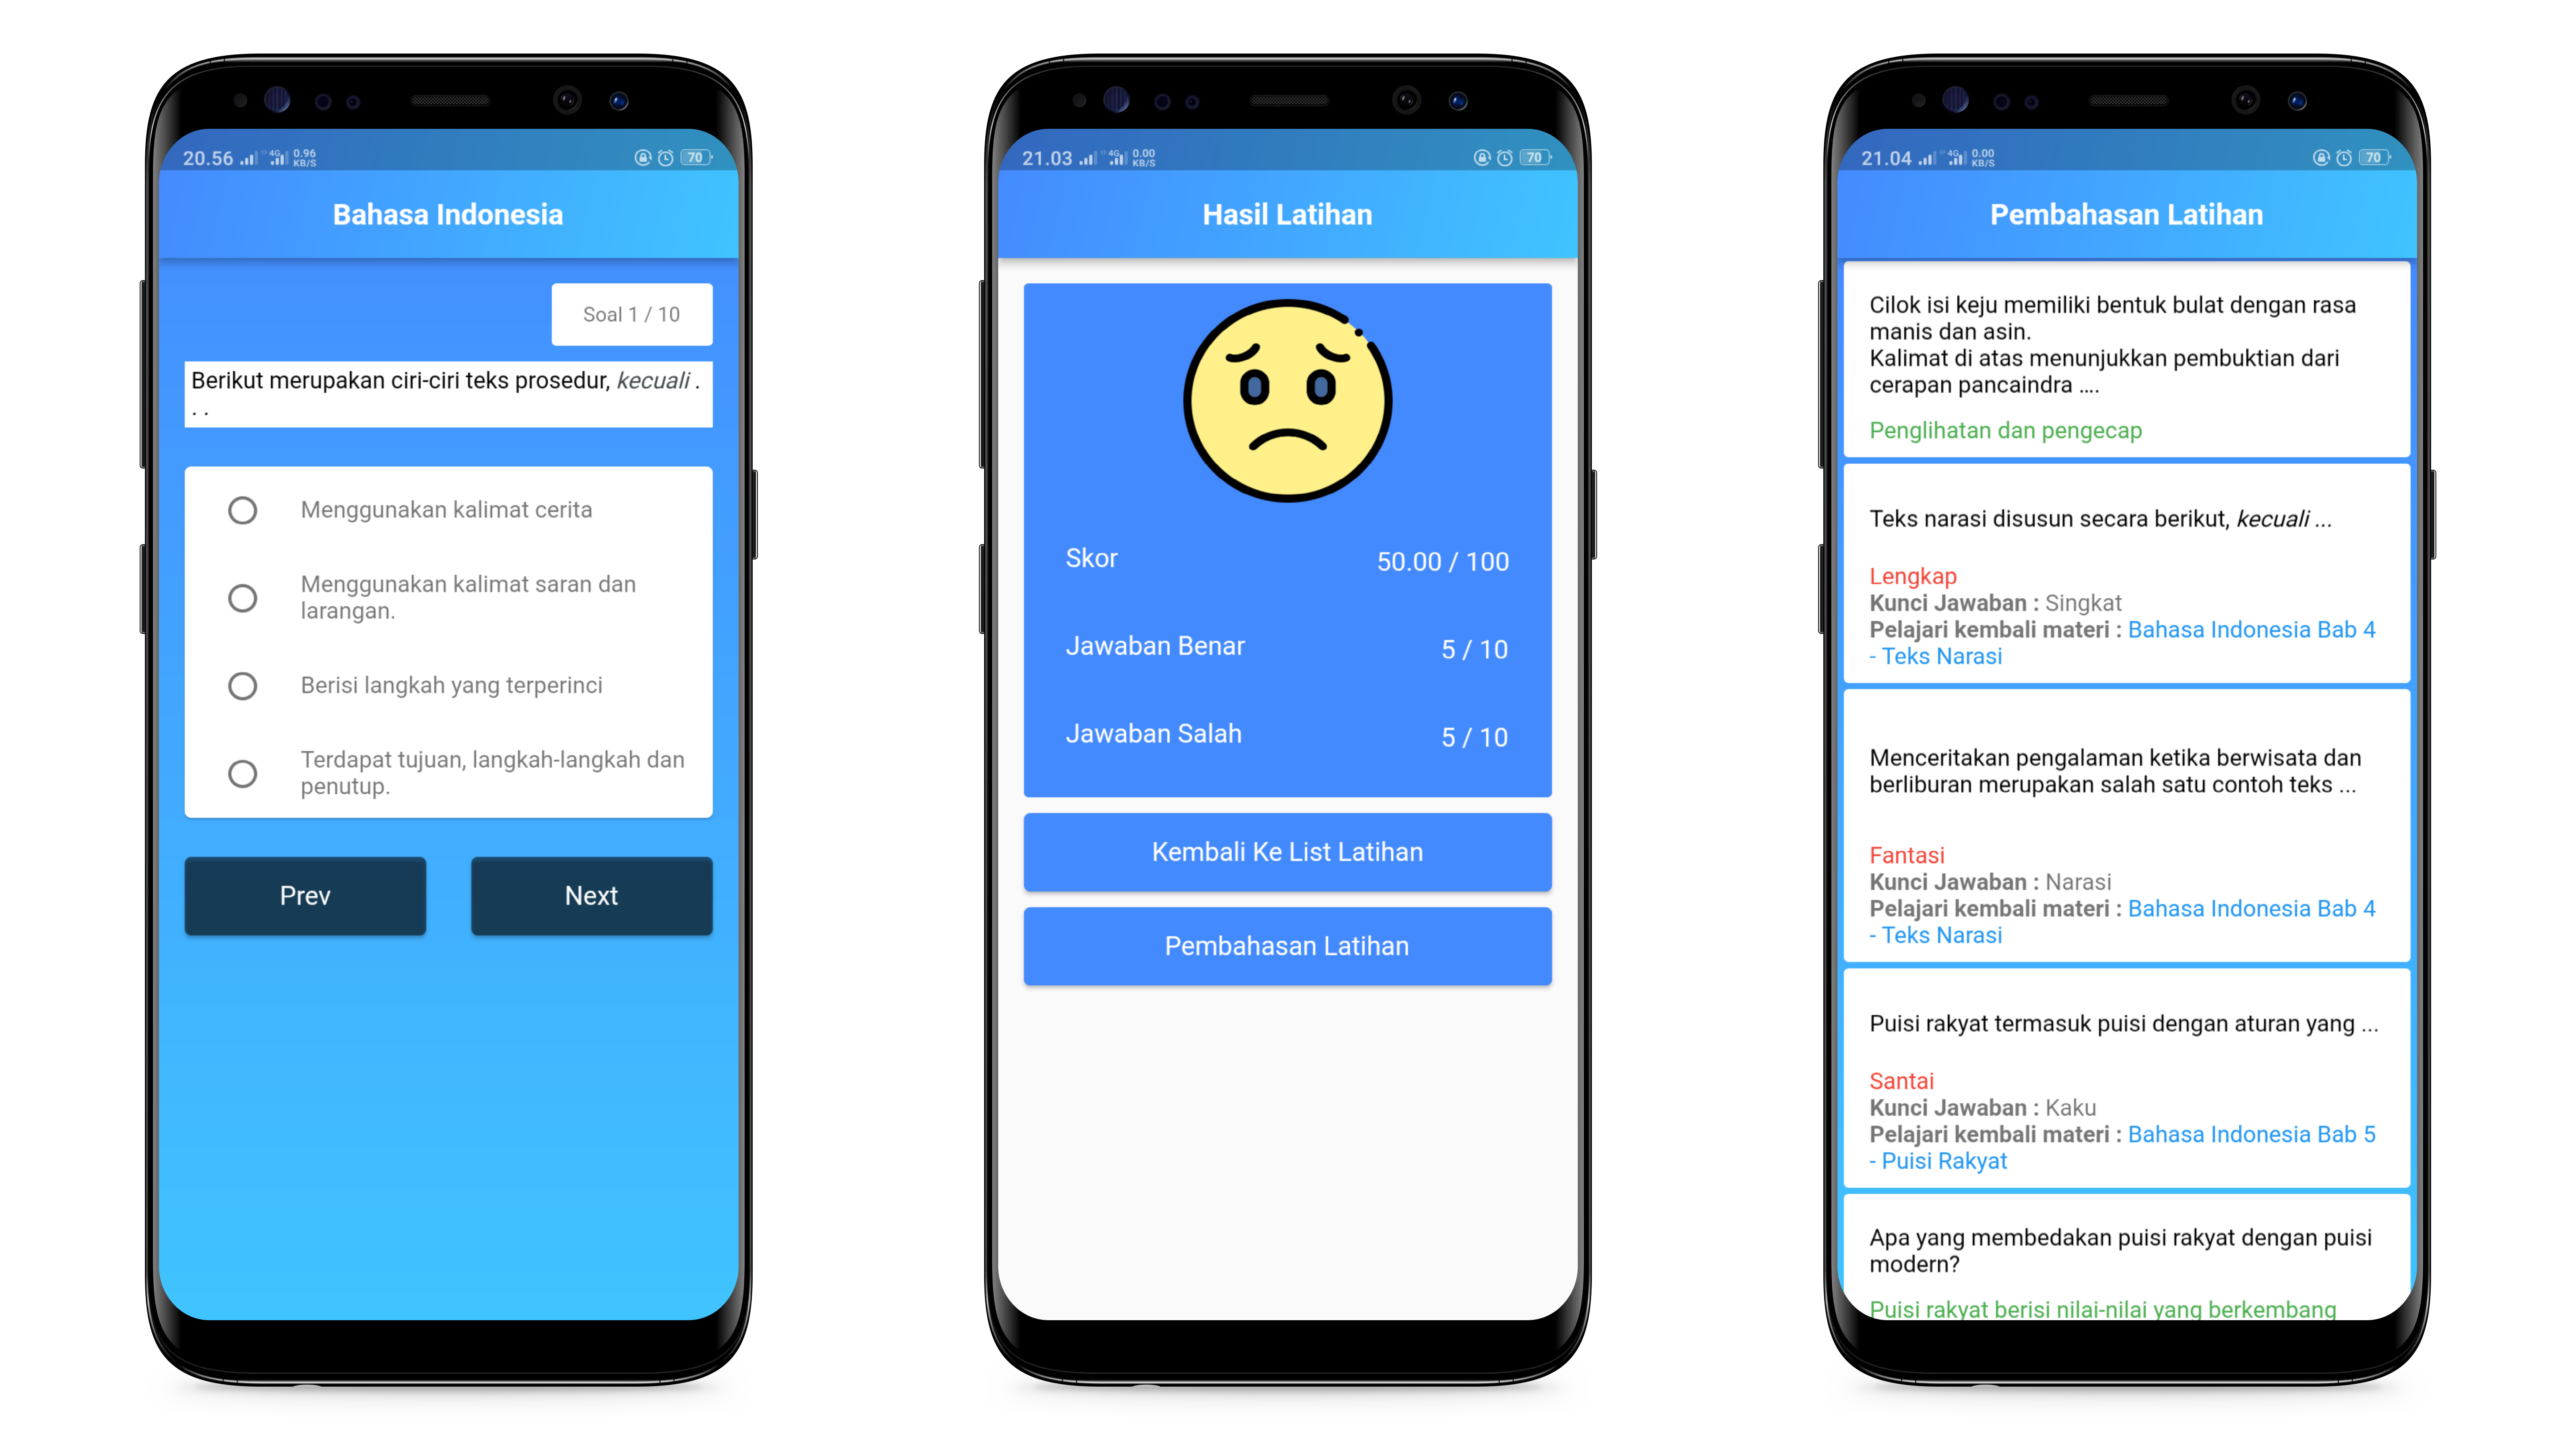 20.56 4G 0.96 KB/S 70
Bahasa Indonesia
Soal 1 / 10
Berikut merupakan ciri-ciri teks prosedur, kecuali .
. .
Menggunakan kalimat cerita
Menggunakan kalimat saran dan
larangan.
Berisi langkah yang terperinci
Terdapat tujuan, langkah-langkah dan
penutup.
Prev
Next
21.03 4G 0.00 KB/S 70
Hasil Latihan
Skor 50.00 / 100
Jawaban Benar 5 / 10
Jawaban Salah 5 / 10
Kembali Ke List Latihan
Pembahasan Latihan
21.04 4G 0.00 KB/S 70
Pembahasan Latihan
Cilok isi keju memiliki bentuk bulat dengan rasa
manis dan asin.
Kalimat di atas menunjukkan pembuktian dari
cerapan pancaindra ....
Penglihatan dan pengecap
Teks narasi disusun secara berikut, kecuali ...
Lengkap
Kunci Jawaban : Singkat
Pelajari kembali materi : Bahasa Indonesia Bab 4
- Teks Narasi
Menceritakan pengalaman ketika berwisata dan
berliburan merupakan salah satu contoh teks ...
Fantasi
Kunci Jawaban : Narasi
Pelajari kembali materi : Bahasa Indonesia Bab 4
- Teks Narasi
Puisi rakyat termasuk puisi dengan aturan yang ...
Santai
Kunci Jawaban : Kaku
Pelajari kembali materi : Bahasa Indonesia Bab 5
- Puisi Rakyat
Apa yang membedakan puisi rakyat dengan puisi
modern?
Puisi rakyat berisi nilai-nilai yang berkembang